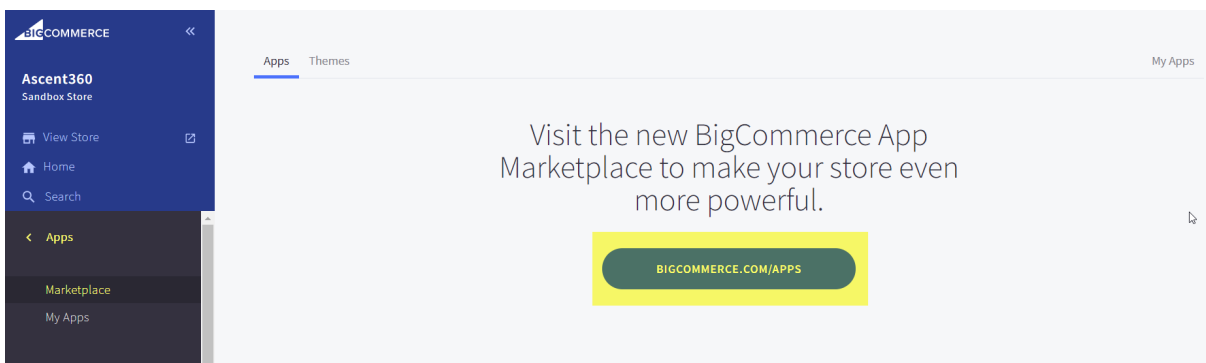 BIGCOMMERCE
Ascent360
Sandbox Store
View Store
Home
Search
Apps
Marketplace
My Apps
Apps Themes My Apps
Visit the new BigCommerce App
Marketplace to make your store even
more powerful.
BIGCOMMERCE.COM/APPS